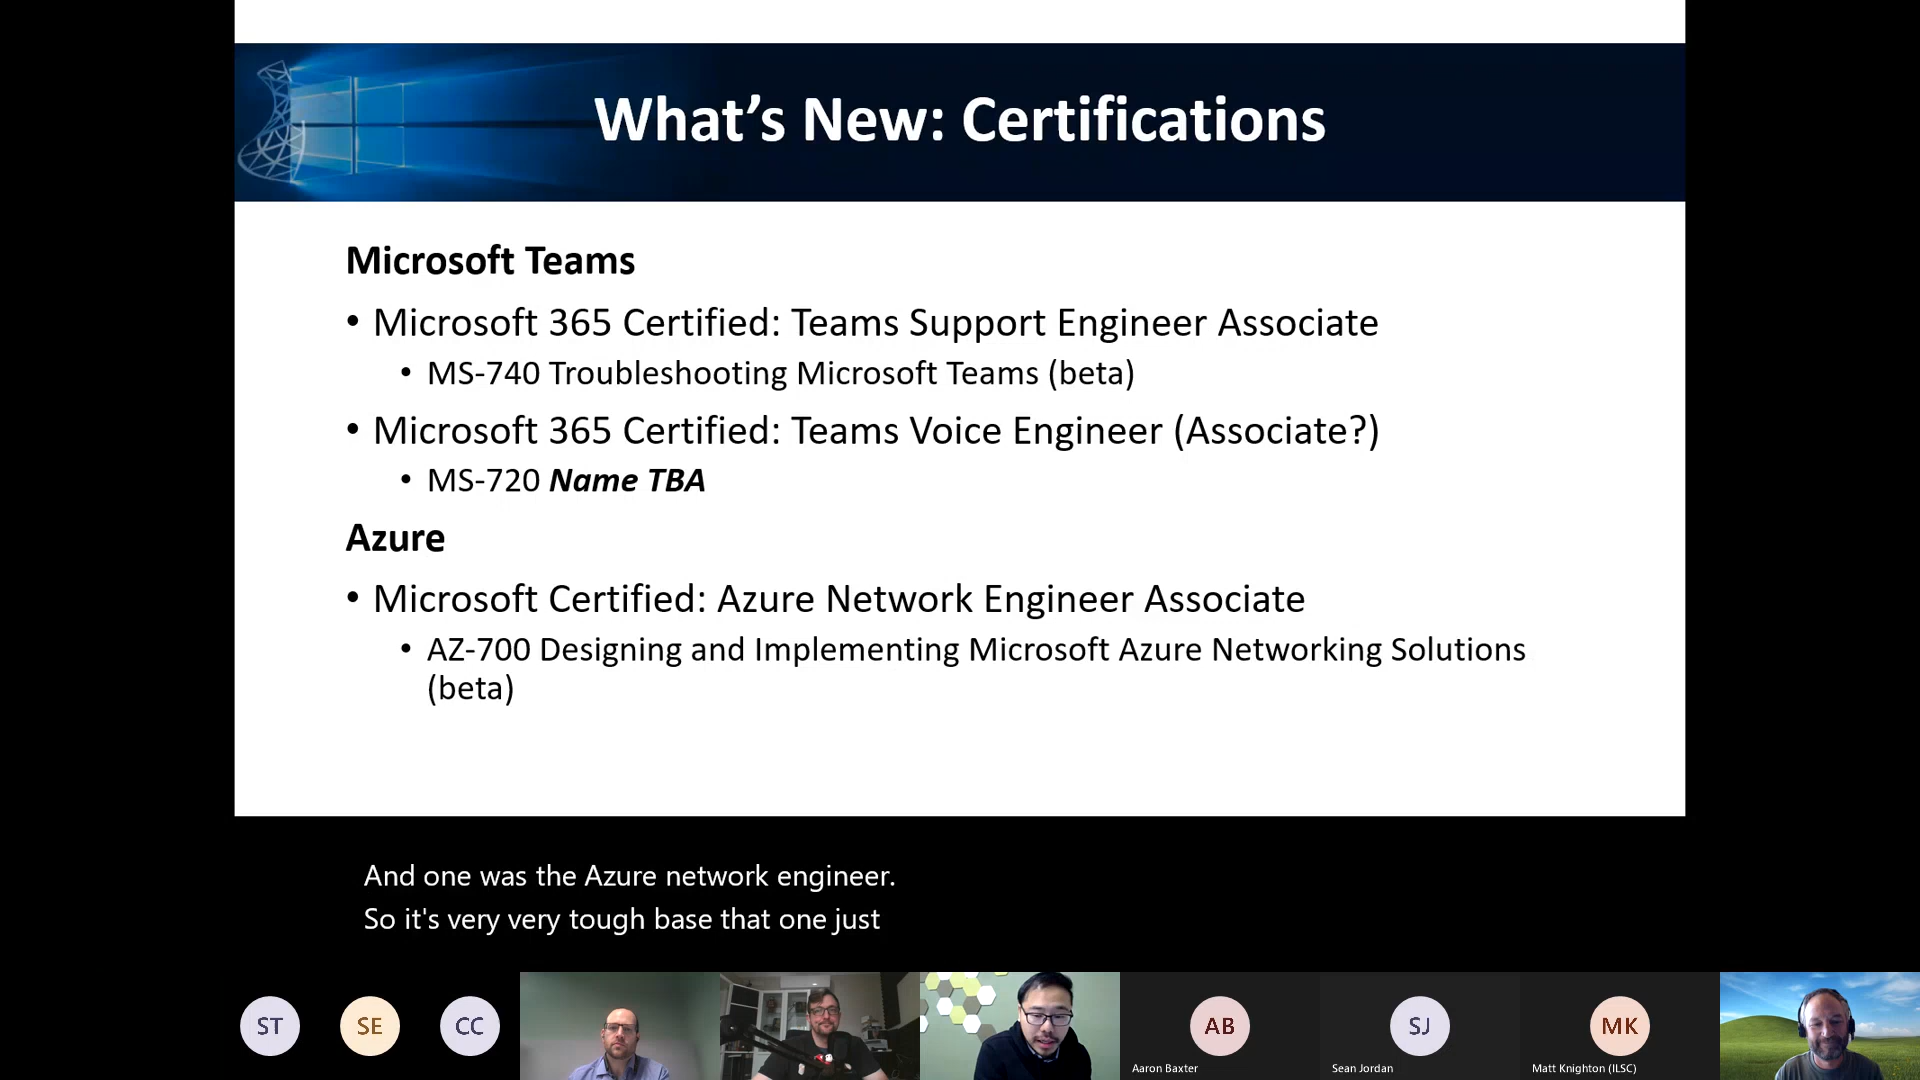 What's New: Certifications
Microsoft Teams
• Microsoft 365 Certified: Teams Support Engineer Associate
• MS-740 Troubleshooting Microsoft Teams (beta)
• Microsoft 365 Certified: Teams Voice Engineer (Associate?)
• MS-720 Name TBA
Azure
• Microsoft Certified: Azure Network Engineer Associate
• AZ-700 Designing and Implementing Microsoft Azure Networking Solutions
(beta)
And one was the Azure network engineer.
So it's very very tough base that one just
ST
SE
CC
AB
SJ
MK
Aaron Baxter
Sean Jordan
Matt Knighton (ILSC)